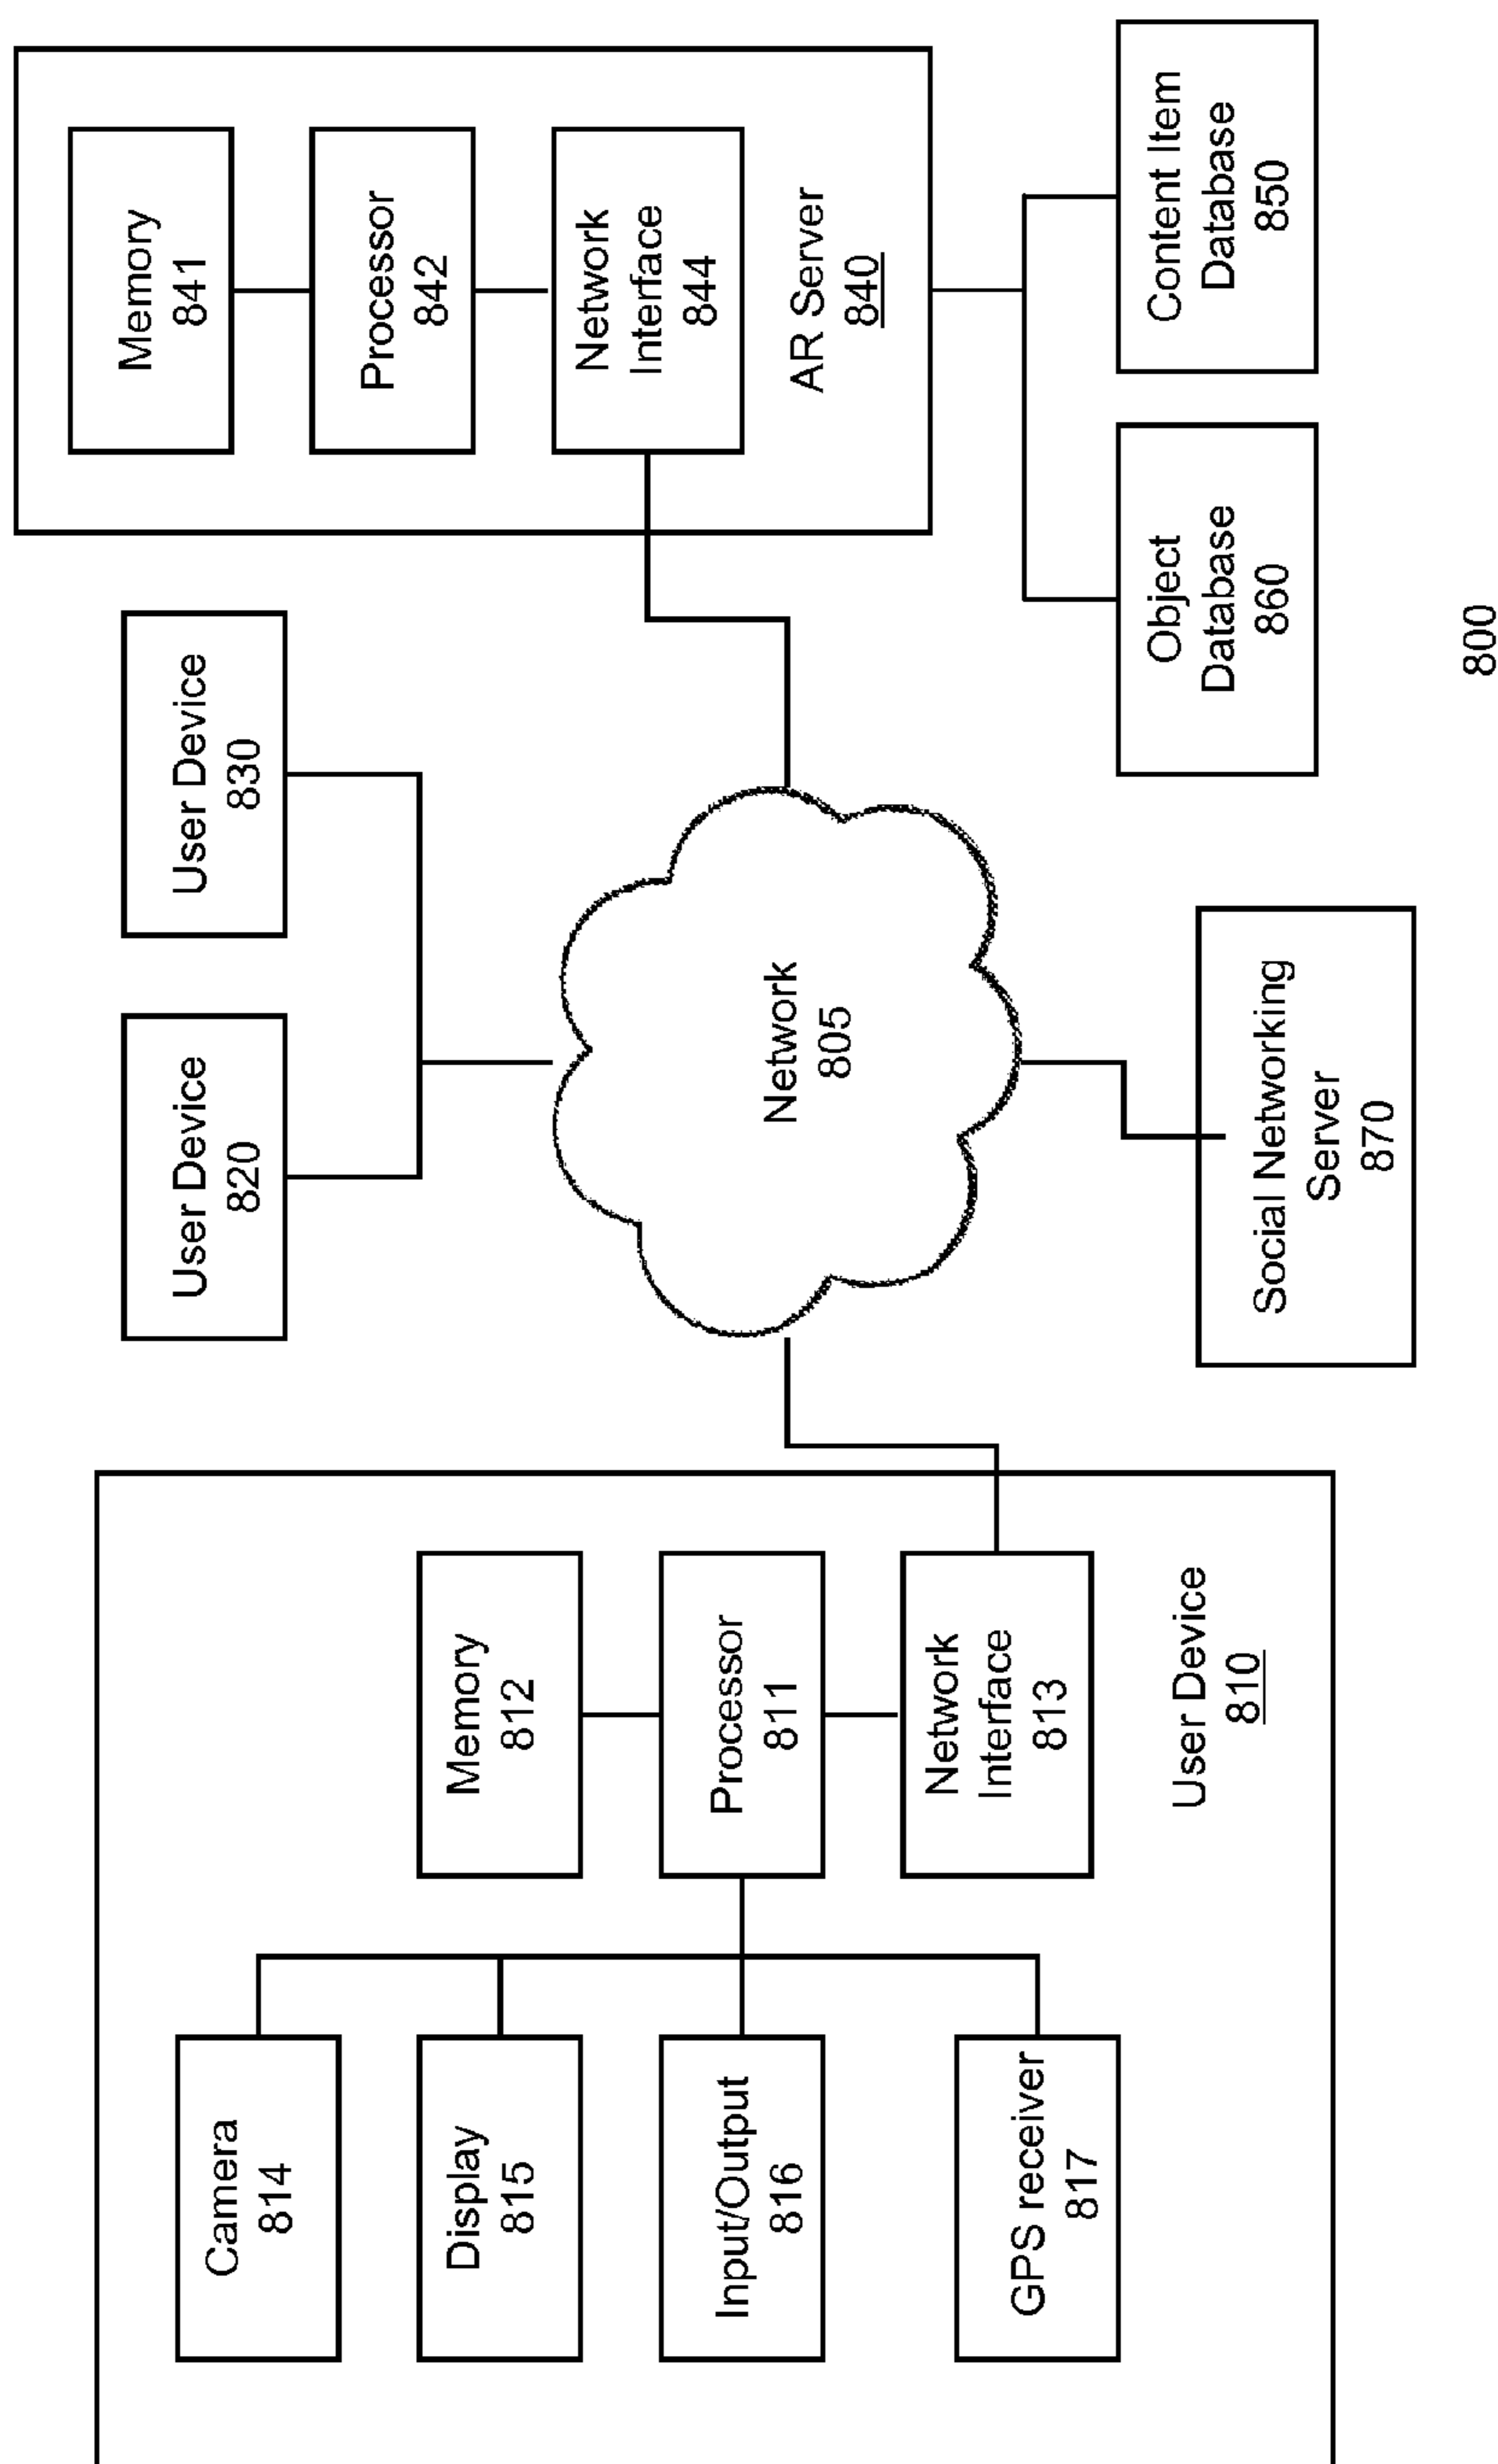 Camera
814
Display
815
Input/Output
816
GPS receiver
817
Memory
812
Processor
811
Network
Interface
813
User Device
810
User Device
820
User Device
830
Network
805
Social Networking
Server
870
Memory
841
Processor
842
Network
Interface
844
AR Server
840
Object
Database
860
Content Item
Database
850
800